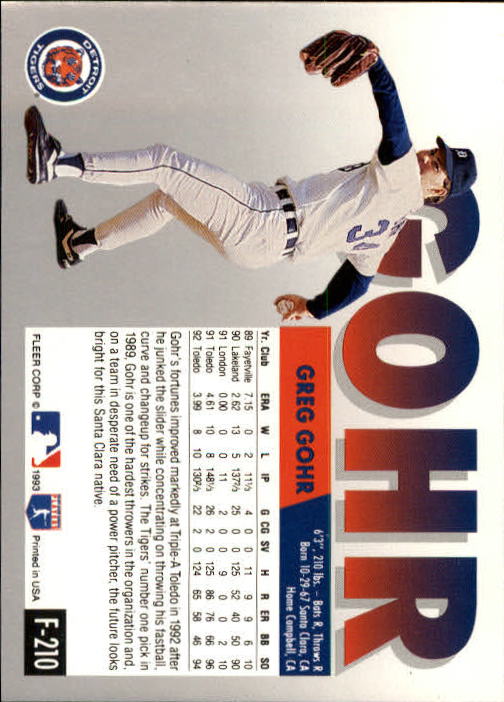 GOHR
GREG GOHR
6'3", 210 lbs. – Bats R, Throws R
Born 10-29-67 Santa Clara, CA
Home Campbell, CA
DETROIT
TIGERS
B
34
Yr. Club ERA W L IP G CG SV H R ER BB SO
89 Fayetville 7.15 0 2 11⅓ 4 0 0 11 9 9 6 10
90 Lakeland 2.62 13 5 137⅔ 25 0 0 125 52 40 50 90
91 London 0.00 0 0 11 2 0 0 9 0 0 2 10
91 Toledo 4.61 10 8 148⅓ 26 2 0 125 86 76 66 96
92 Toledo 3.99 8 10 130⅔ 22 2 0 124 65 58 46 94
Gohr's fortunes improved markedly at Triple-A Toledo in 1992 after
he junked the slider while concentrating on throwing his fastball,
curve and changeup for strikes. The Tigers' number one pick in
1989, Gohr is one of the hardest throwers in the organization and,
on a team in desperate need of a power pitcher, the future looks
bright for this Santa Clara native.
FLEER CORP © 1993 PLAYERS Printed in USA F-210